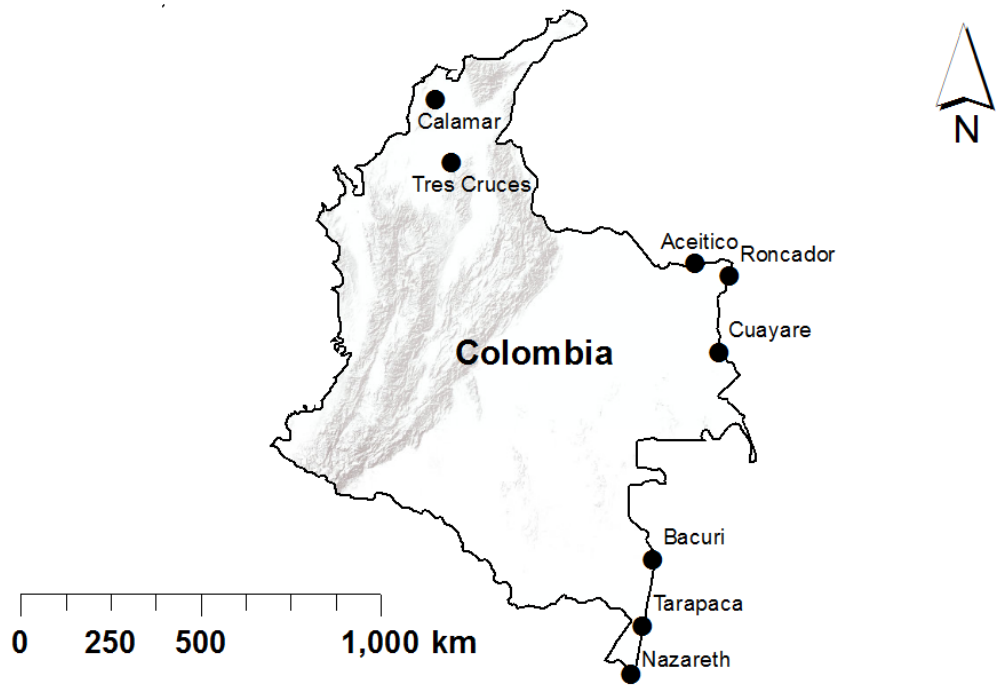 N
Calamar
Tres Cruces
Aceitico
Roncador
Cuayare
Colombia
Bacuri
Tarapaca
Nazareth
0 250 500 1,000 km